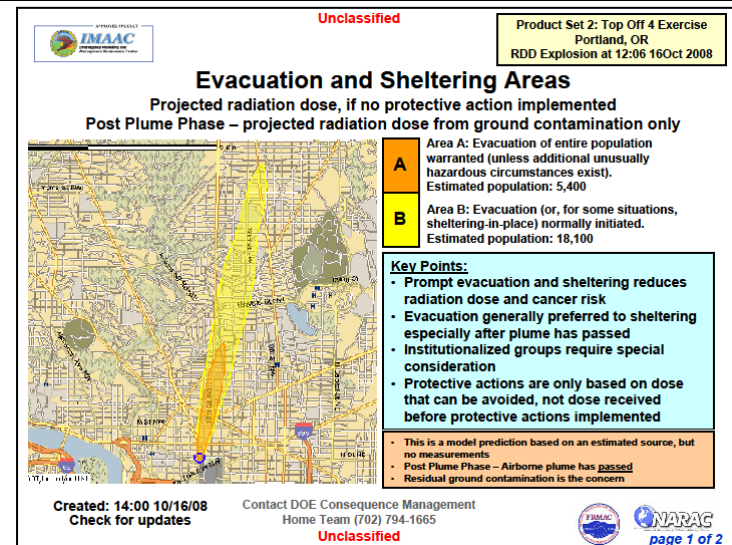 Unclassified
APPROVED PRODUCT
IMAAC
Product Set 2: Top Off 4 Exercise
Portland, OR
RDD Explosion at 12:06 16Oct 2008
Evacuation and Sheltering Areas
Projected radiation dose, if no protective action implemented
Post Plume Phase – projected radiation dose from ground contamination only
A
Area A: Evacuation of entire population
warranted (unless additional unusually
hazardous circumstances exist).
Estimated population: 5,400
B
Area B: Evacuation (or, for some situations,
sheltering-in-place) normally initiated.
Estimated population: 18,100
Key Points:
• Prompt evacuation and sheltering reduces
radiation dose and cancer risk
• Evacuation generally preferred to sheltering
especially after plume has passed
• Institutionalized groups require special
consideration
• Protective actions are only based on dose
that can be avoided, not dose received
before protective actions implemented
• This is a model prediction based on an estimated source, but
no measurements
• Post Plume Phase – Airborne plume has passed
• Residual ground contamination is the concern
Created: 14:00 10/16/08
Check for updates
Contact DOE Consequence Management
Home Team (702) 794-1665
Unclassified
FRMAC
NARAC
page 1 of 2